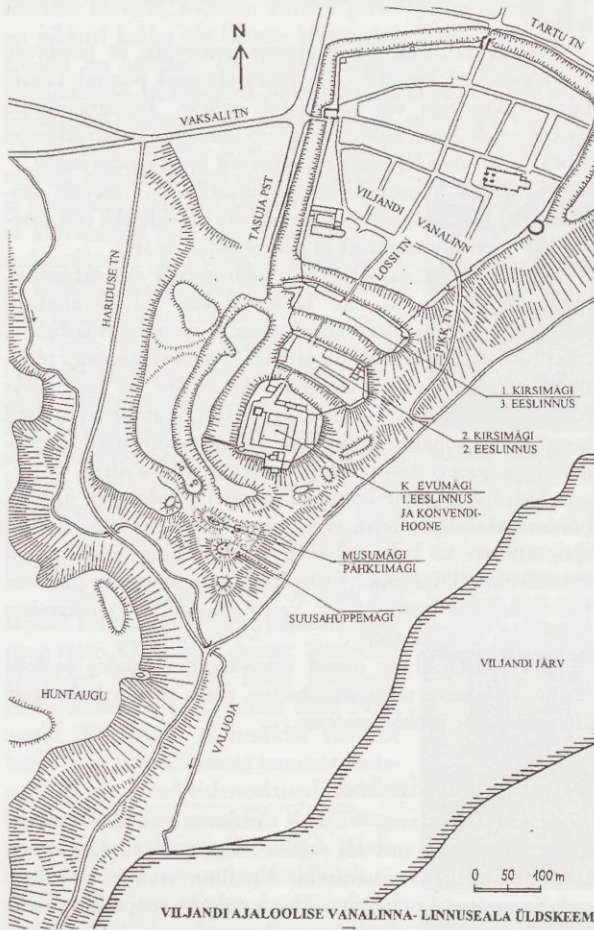 TARTU TN
N
VAKSALI TN
TASUJA PST
VILJANDI
VANALINN
LOSSI TN
PIKK TN
HARIDUSE TN
1. KIRSIMÄGI
3. EESLINNUS
2. KIRSIMÄGI
2. EESLINNUS
K EVUMÄGI
1.EESLINNUS
JA KONVENDI-
HOONE
MUSUMÄGI
PÄHKLIMÄGI
SUUSAHÜPPEMÄGI
VILJANDI JÄRV
HUNTAUGU
VALUOJA
0 50 100 m
VILJANDI AJALOOLISE VANALINNA- LINNUSEALA ÜLDSKEEM